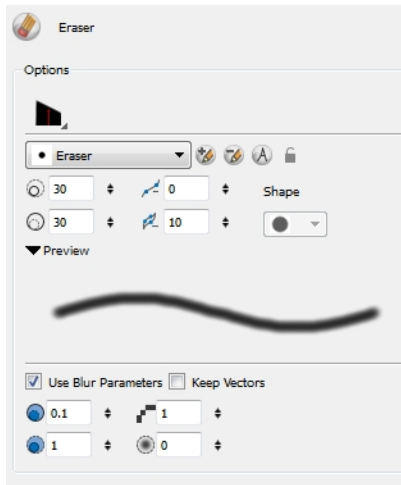 Eraser
Options
Eraser
30 0 Shape
30 10
Preview
Use Blur Parameters Keep Vectors
0.1 1
1 0